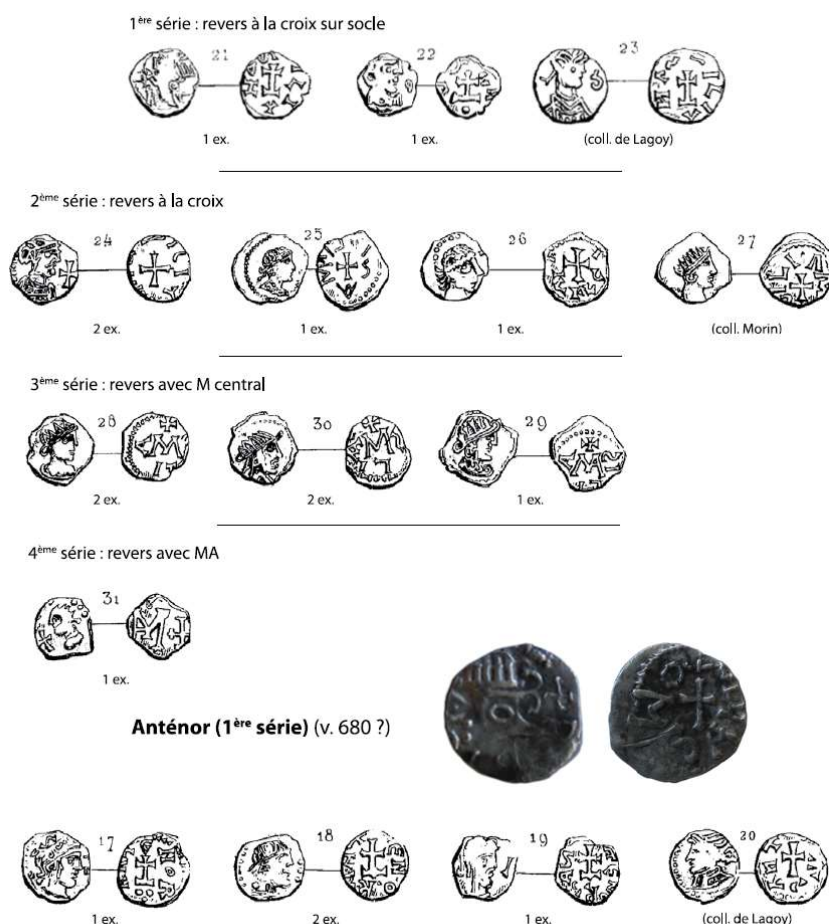 1ère série : revers à la croix sur socle
21 22 23
1 ex. 1 ex. (coll. de Lagoy)
2ème série : revers à la croix
24 25 26 27
2 ex. 1 ex. 1 ex. (coll. Morin)
3ème série : revers avec M central
28 30 29
2 ex. 2 ex. 1 ex.
4ème série : revers avec MA
31
1 ex.
Anténor (1ère série) (v. 680 ?)
17 18 19 20
1 ex. 2 ex. 1 ex. (coll. de Lagoy)